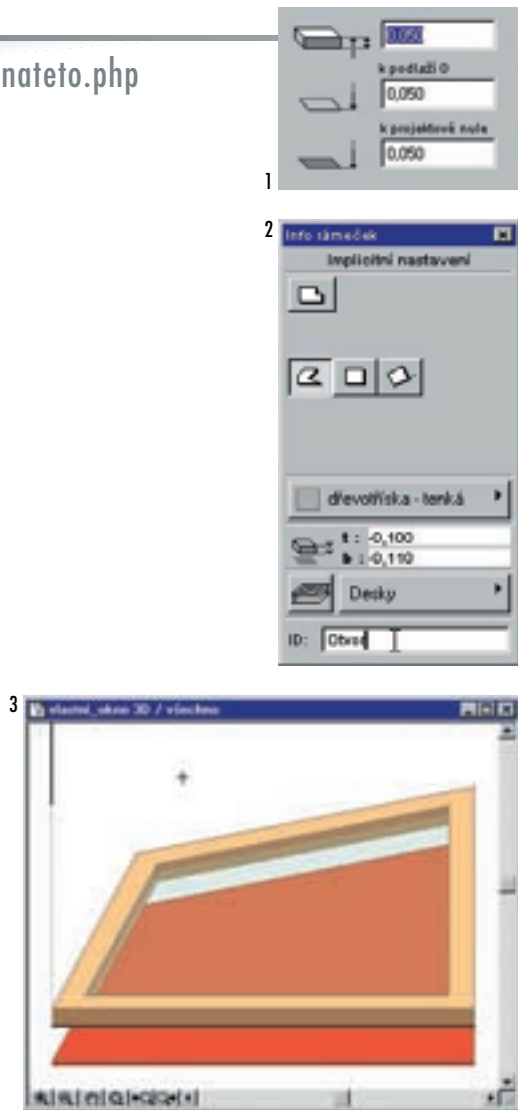 nateto.php
0,050
k podlaží 0
0,050
k projektové nule
0,050
1
2
Info rámeček
Implicitní nastavení
dřevotříska - tenká
t : -0,100
b : -0,110
Desky
ID: Otvor
3
vlastní_okno 3D / všechno